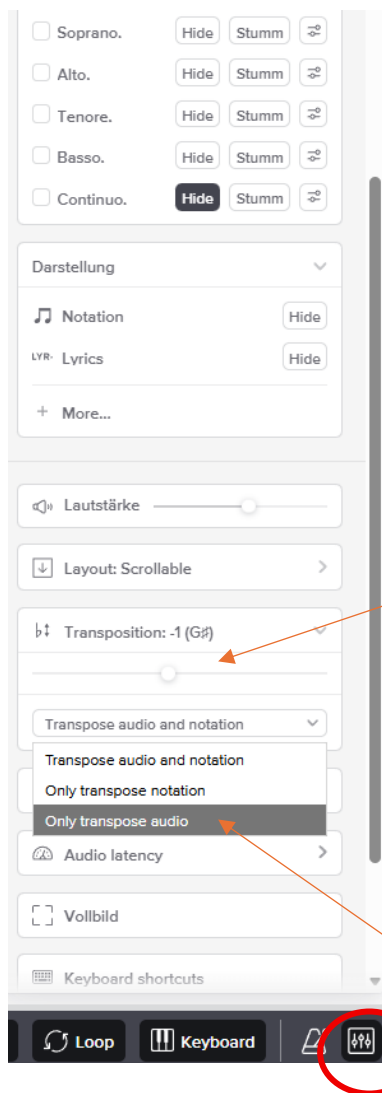 Soprano. Hide Stumm
Alto. Hide Stumm
Tenore. Hide Stumm
Basso. Hide Stumm
Continuo. Hide Stumm
Darstellung
Notation Hide
LYR- Lyrics Hide
+ More...
Lautstärke
Layout: Scrollable
♭↕ Transposition: -1 (G♯)
Transpose audio and notation
Transpose audio and notation
Only transpose notation
Only transpose audio
Audio latency
Vollbild
Keyboard shortcuts
Loop Keyboard